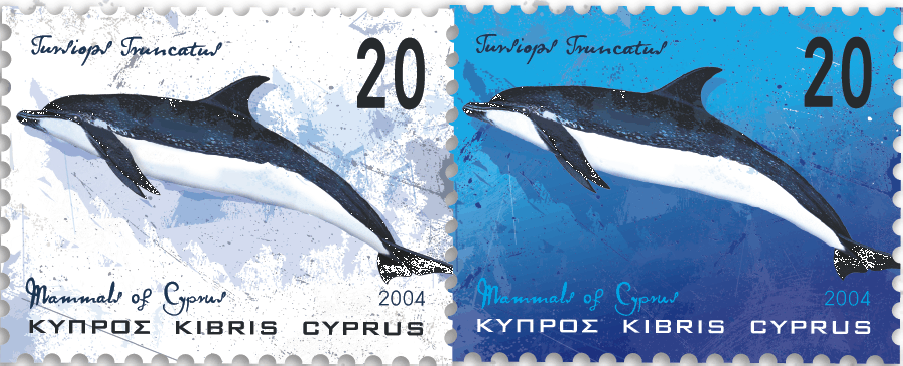 Tursiops Truncatus
20
Mammals of Cyprus
2004
ΚΥΠΡΟΣ KIBRIS CYPRUS
Tursiops Truncatus
20
Mammals of Cyprus
2004
ΚΥΠΡΟΣ KIBRIS CYPRUS